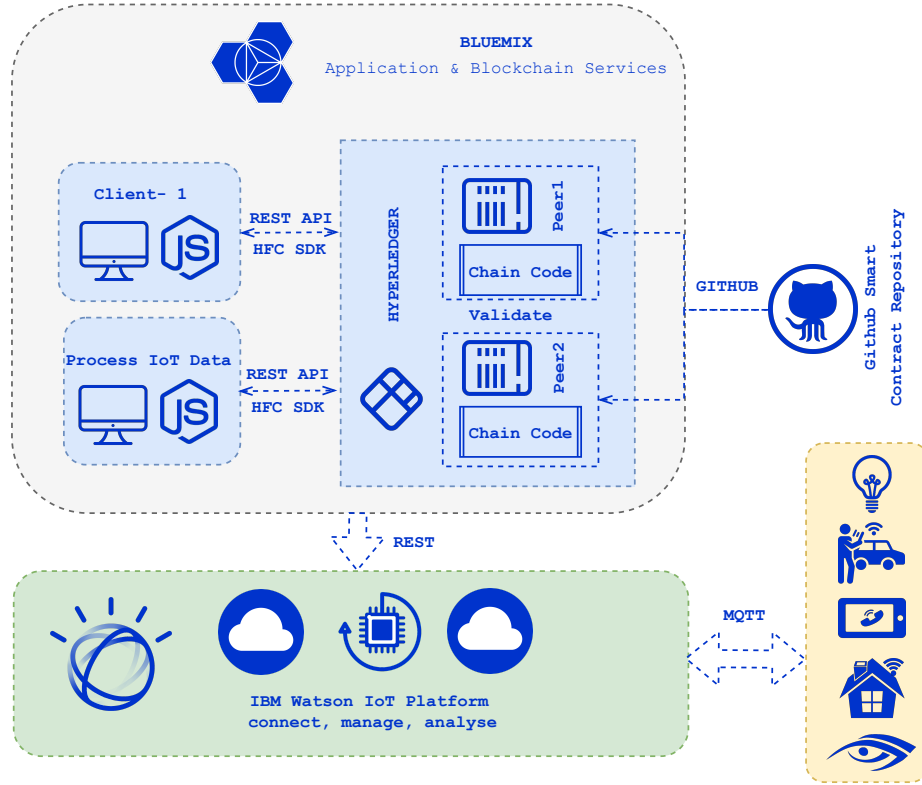 BLUEMIX
Application & Blockchain Services
Client- 1
JS
REST API
HFC SDK
HYPERLEDGER
Peer1
Chain Code
Validate
Peer2
Chain Code
Process IoT Data
JS
REST API
HFC SDK
GITHUB
Github Smart
Contract Repository
REST
IBM Watson IoT Platform
connect, manage, analyse
MQTT